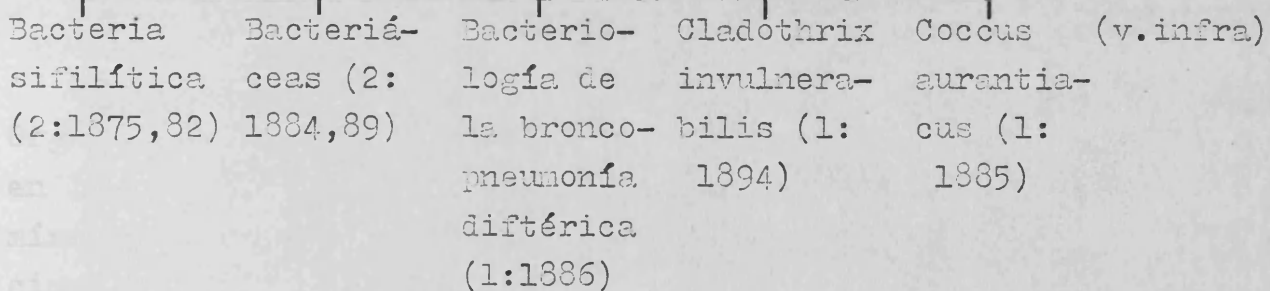 Bacteria Bacteriá- Bacterio- Cladothrix Coccus (v.infra)
sifilítica ceas (2: logía de invulnera- aurantia-
(2:1875,82) 1884,89) la bronco- bilis (1: cus (1:
pneumonía 1894) 1885)
diftérica
(1:1886)